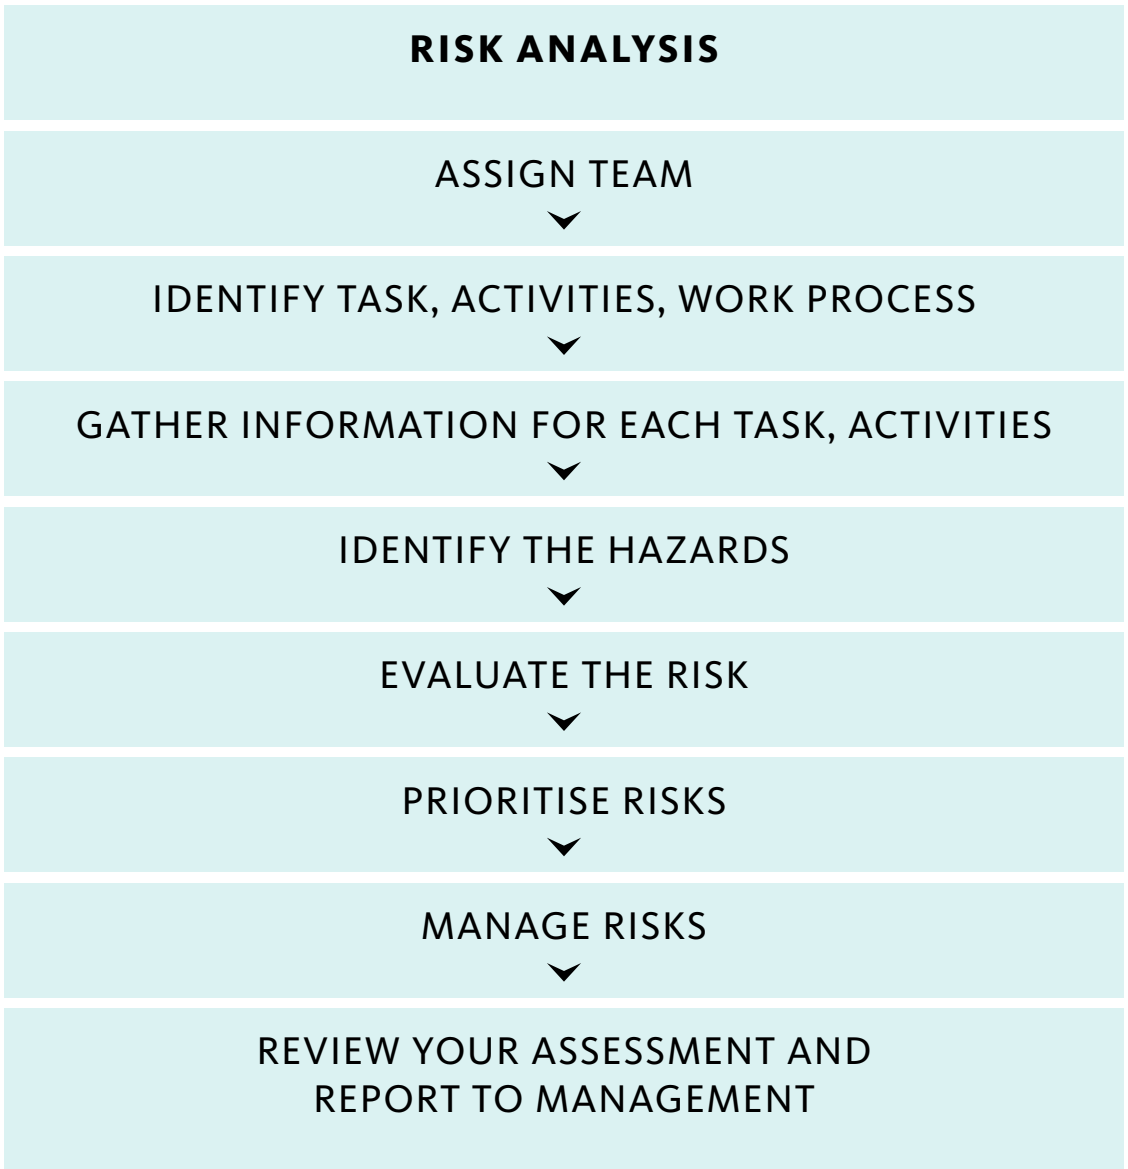 RISK ANALYSIS
ASSIGN TEAM
IDENTIFY TASK, ACTIVITIES, WORK PROCESS
GATHER INFORMATION FOR EACH TASK, ACTIVITIES
IDENTIFY THE HAZARDS
EVALUATE THE RISK
PRIORITISE RISKS
MANAGE RISKS
REVIEW YOUR ASSESSMENT AND
REPORT TO MANAGEMENT